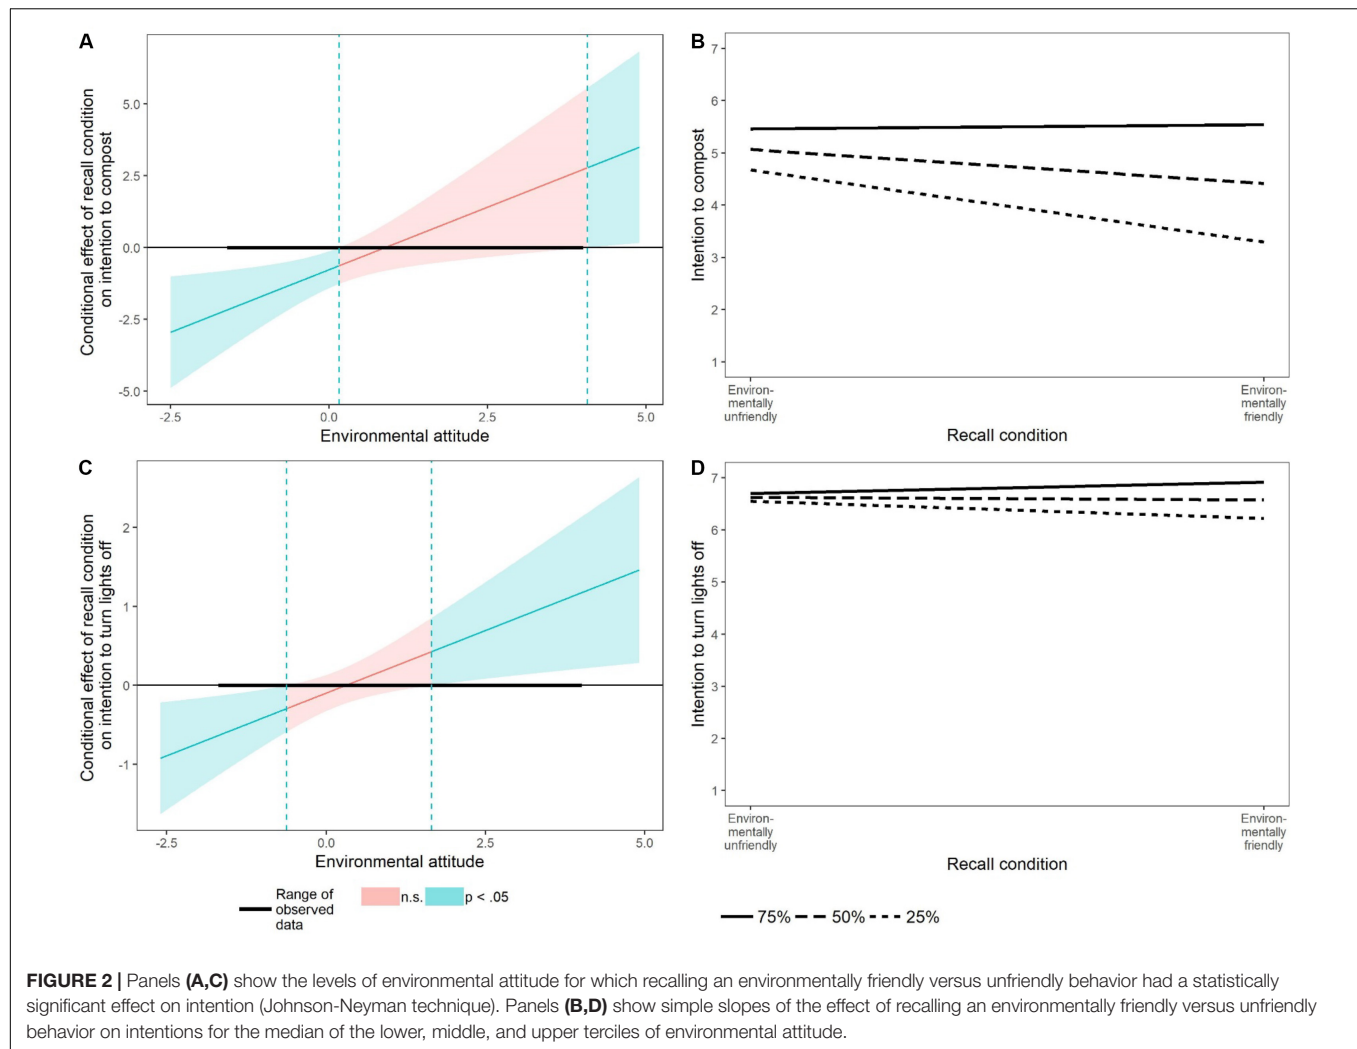 A
Conditional effect of recall condition
on intention to compost
5.0
2.5
0.0
-2.5
-5.0
-2.5
0.0
2.5
5.0
Environmental attitude
B
Intention to compost
7
6
5
4
3
2
1
Environ-
mentally
unfriendly
Environ-
mentally
friendly
Recall condition
C
Conditional effect of recall condition
on intention to turn lights off
2
1
0
-1
-2.5
0.0
2.5
5.0
Environmental attitude
D
Intention to turn lights off
7
6
5
4
3
2
1
Environ-
mentally
unfriendly
Environ-
mentally
friendly
Recall condition
Range of
observed
data
n.s.
p < .05
75%
50%
25%
FIGURE 2 | Panels (A,C) show the levels of environmental attitude for which recalling an environmentally friendly versus unfriendly behavior had a statistically
significant effect on intention (Johnson-Neyman technique). Panels (B,D) show simple slopes of the effect of recalling an environmentally friendly versus unfriendly
behavior on intentions for the median of the lower, middle, and upper terciles of environmental attitude.